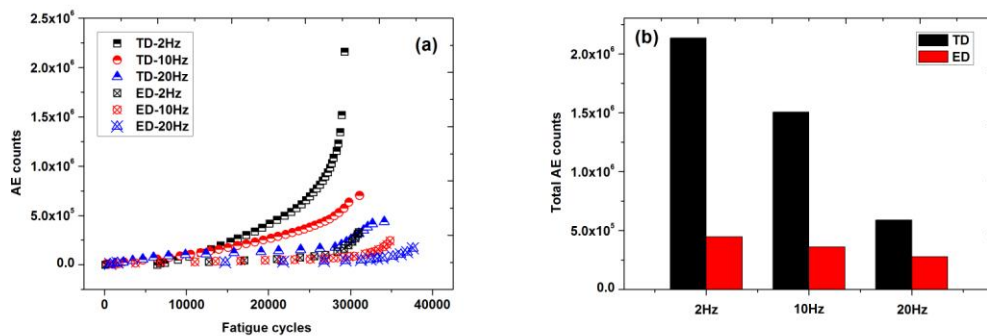 (a)
TD-2Hz
TD-10Hz
TD-20Hz
ED-2Hz
ED-10Hz
ED-20Hz
2.5x10⁶
2.0x10⁶
1.5x10⁶
1.0x10⁶
5.0x10⁵
0.0
AE counts
0 10000 20000 30000 40000
Fatigue cycles
(b)
TD
ED
2.0x10⁶
1.5x10⁶
1.0x10⁶
5.0x10⁵
0.0
Total AE counts
2Hz 10Hz 20Hz